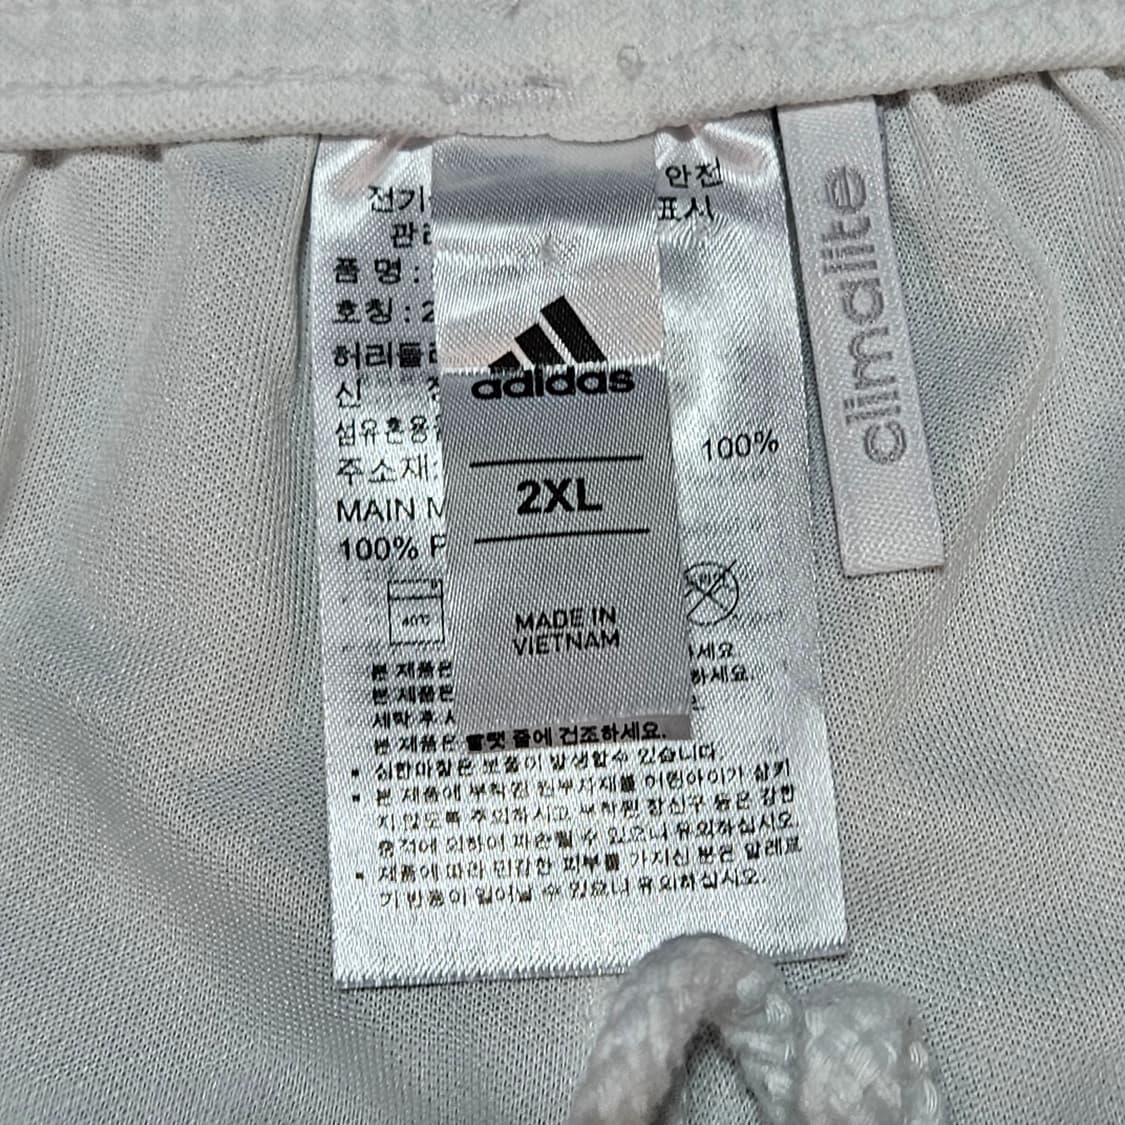 안전
표시
품 명 :
호칭 : 2
허리둘
신
섬유혼용
주소재:
MAIN M
100% P
100%
adidas
2XL
MADE IN
VIETNAM
climalite
40℃
본 제품은
본 제품은
세탁 후
본 제품은
줄에 건조하세요.
심한마찰은 보풀이 발생할수 있습니다.
본 제품에 부착된 원부자재를 어린아이가 삼키
지 않도록 주의하시고 부착된 장신구 등은 강한
충격에 의하여 파손될 수 있으니 유의하십시오
제품에 따라 민감한 피부를 가지신 분은 알레르
기 반응이 일어날 수 있으니 유의하십시오.